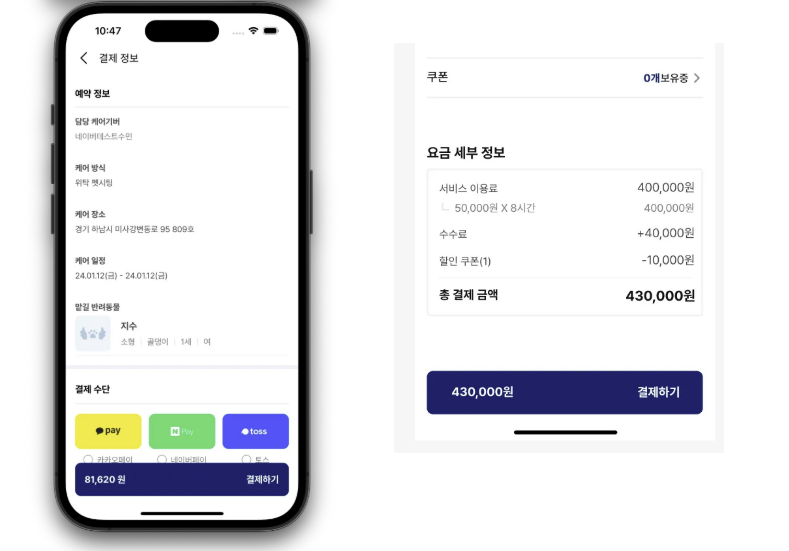 10:47
결제 정보
예약 정보
담당 케어기버
네이버테스트수민
케어 방식
위탁 펫시팅
케어 장소
경기 하남시 미사강변동로 95 809호
케어 일정
24.01.12(금) - 24.01.12(금)
맡길 반려동물
지수
소형 골댕이 1세 여
결제 수단
pay N Pay toss
카카오페이 네이버페이 토스
81,620 원 결제하기
쿠폰 0개보유중
요금 세부 정보
서비스 이용료 400,000원
50,000원 X 8시간 400,000원
수수료 +40,000원
할인 쿠폰(1) -10,000원
총 결제 금액 430,000원
430,000원 결제하기